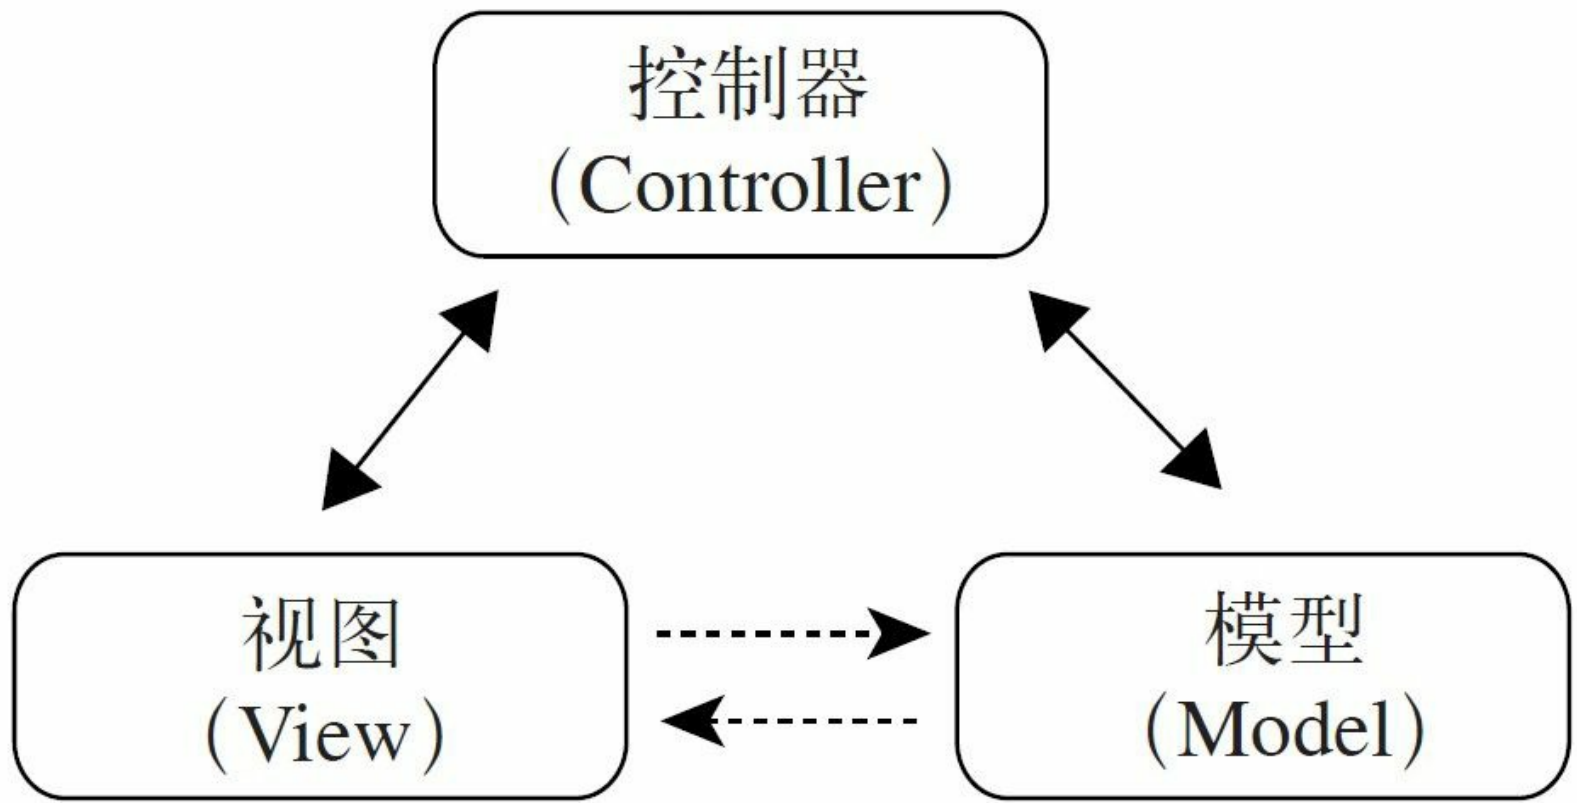 控制器
（Controller）
视图
（View）
模型
（Model）